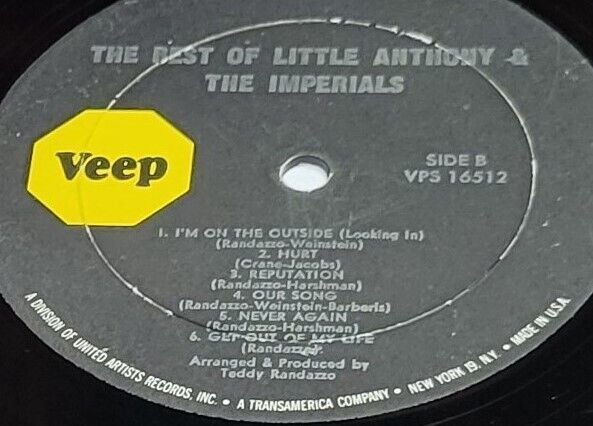 THE BEST OF LITTLE ANTHONY &
THE IMPERIALS
Veep
SIDE B
VPS 16512
1. I'M ON THE OUTSIDE (Looking In)
(Randazzo-Weinstein)
2. HURT
(Crane-Jacobs)
3. REPUTATION
(Randazzo-Harshman)
4. OUR SONG
(Randazzo-Weinstein-Barberis)
5. NEVER AGAIN
(Randazzo-Harshman)
6. GET OUT OF MY LIFE
(Randazzo)
Arranged & Produced by
Teddy Randazzo
A DIVISION OF UNITED ARTISTS RECORDS, INC. • A TRANSAMERICA COMPANY • NEW YORK 19, N.Y. • MADE IN U.S.A.